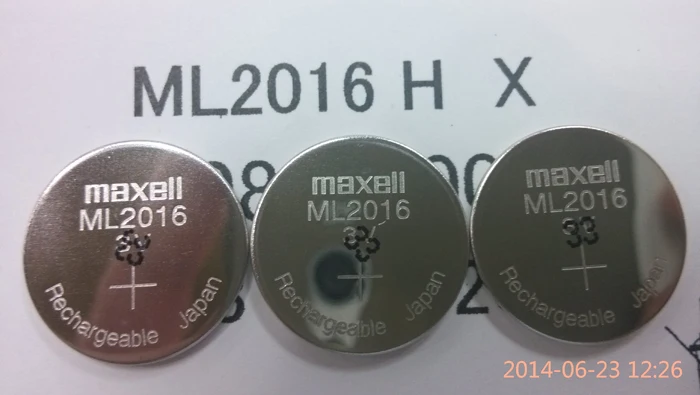 ML2016 H X
maxell
ML2016
33
Rechargeable Japan
maxell
ML2016
33
Rechargeable Japan
maxell
ML2016
33
Rechargeable Japan
2014-06-23 12:26